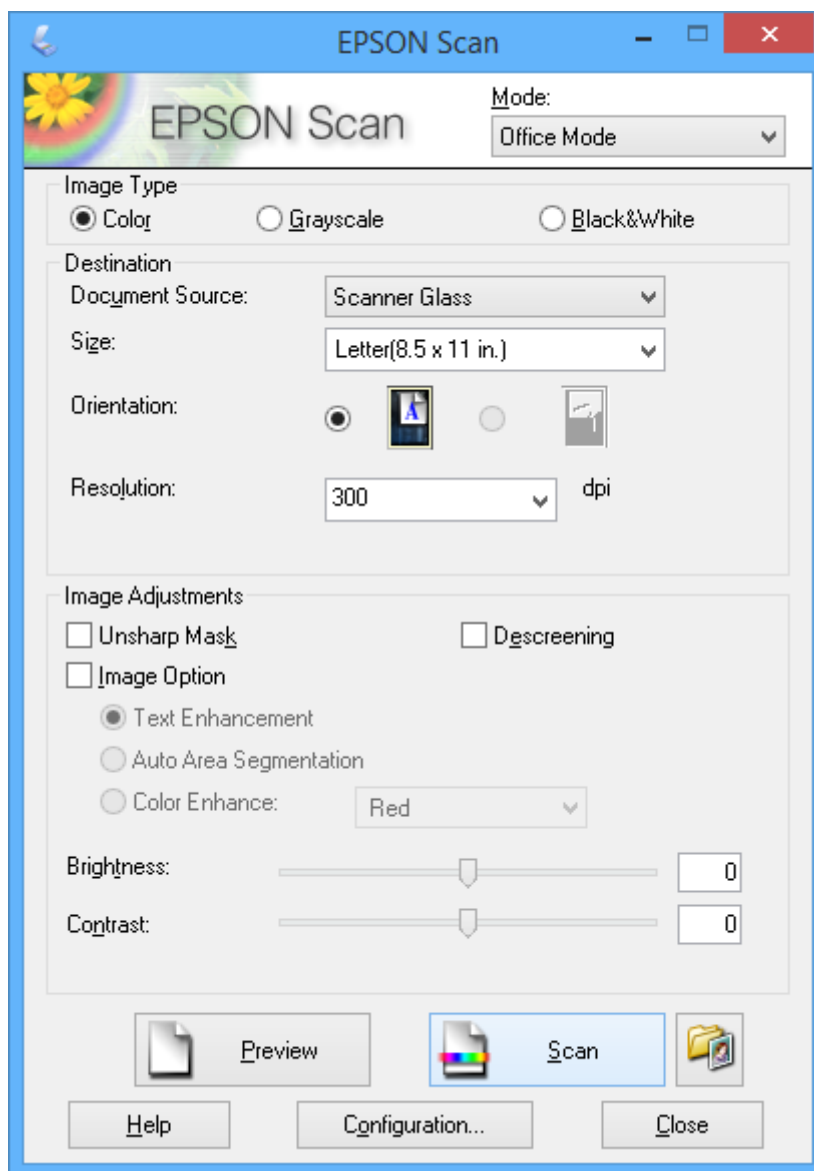 EPSON Scan
EPSON Scan
Mode:
Office Mode
Image Type
Color Grayscale Black&White
Destination
Document Source: Scanner Glass
Size: Letter(8.5 x 11 in.)
Orientation: A
Resolution: 300 dpi
Image Adjustments
Unsharp Mask Descreening
Image Option
Text Enhancement
Auto Area Segmentation
Color Enhance: Red
Brightness: 0
Contrast: 0
Preview Scan
Help Configuration... Close